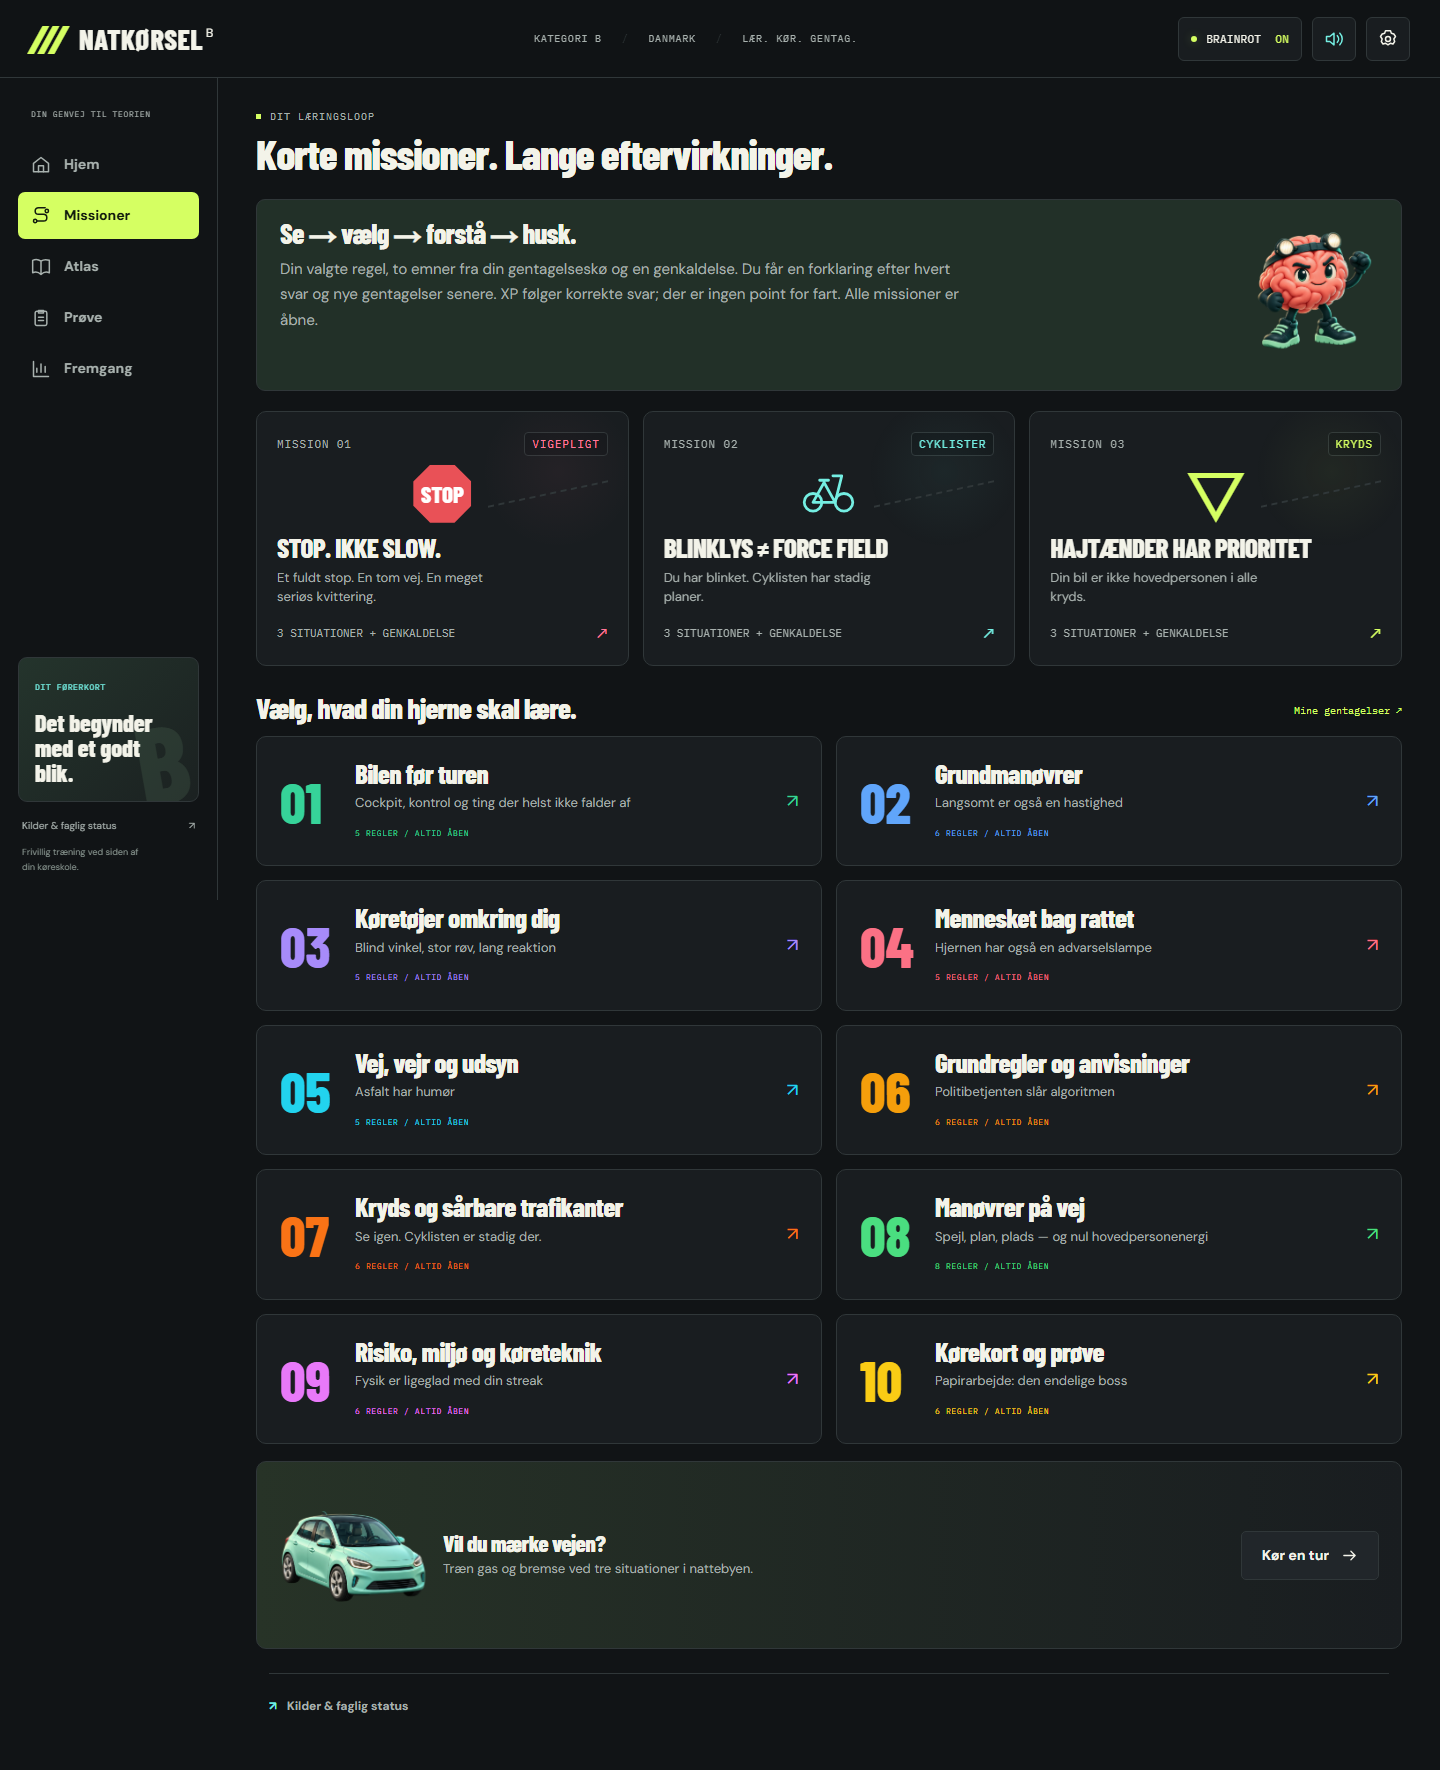 NATKØRSEL B
KATEGORI B / DANMARK / LÆR. KØR. GENTAG.
BRAINROT ON
DIN GENVEJ TIL TEORIEN
Hjem
Missioner
Atlas
Prøve
Fremgang
DIT FØRERKORT
Det begynder
med et godt
blik.
B
Kilder & faglig status ↗
Frivillig træning ved siden af
din køreskole.
DIT LÆRINGSLOOP
Korte missioner. Lange eftervirkninger.
Se → vælg → forstå → husk.
Din valgte regel, to emner fra din gentagelseskø og en genkaldelse. Du får en forklaring efter hvert
svar og nye gentagelser senere. XP følger korrekte svar; der er ingen point for fart. Alle missioner er
åbne.
MISSION 01 VIGEPLIGT
STOP
STOP. IKKE SLOW.
Et fuldt stop. En tom vej. En meget
seriøs kvittering.
3 SITUATIONER + GENKALDELSE ↗
MISSION 02 CYKLISTER
BLINKLYS ≠ FORCE FIELD
Du har blinket. Cyklisten har stadig
planer.
3 SITUATIONER + GENKALDELSE ↗
MISSION 03 KRYDS
HAJTÆNDER HAR PRIORITET
Din bil er ikke hovedpersonen i alle
kryds.
3 SITUATIONER + GENKALDELSE ↗
Vælg, hvad din hjerne skal lære.
Mine gentagelser ↗
01
Bilen før turen
Cockpit, kontrol og ting der helst ikke falder af
5 REGLER / ALTID ÅBEN
02
Grundmanøvrer
Langsomt er også en hastighed
6 REGLER / ALTID ÅBEN
03
Køretøjer omkring dig
Blind vinkel, stor røv, lang reaktion
5 REGLER / ALTID ÅBEN
04
Mennesket bag rattet
Hjernen har også en advarselslampe
5 REGLER / ALTID ÅBEN
05
Vej, vejr og udsyn
Asfalt har humør
5 REGLER / ALTID ÅBEN
06
Grundregler og anvisninger
Politibetjenten slår algoritmen
6 REGLER / ALTID ÅBEN
07
Kryds og sårbare trafikanter
Se igen. Cyklisten er stadig der.
6 REGLER / ALTID ÅBEN
08
Manøvrer på vej
Spejl, plan, plads — og nul hovedpersonenergi
8 REGLER / ALTID ÅBEN
09
Risiko, miljø og køreteknik
Fysik er ligeglad med din streak
6 REGLER / ALTID ÅBEN
10
Kørekort og prøve
Papirarbejde: den endelige boss
6 REGLER / ALTID ÅBEN
Vil du mærke vejen?
Træn gas og bremse ved tre situationer i nattebyen.
Kør en tur →
↗ Kilder & faglig status